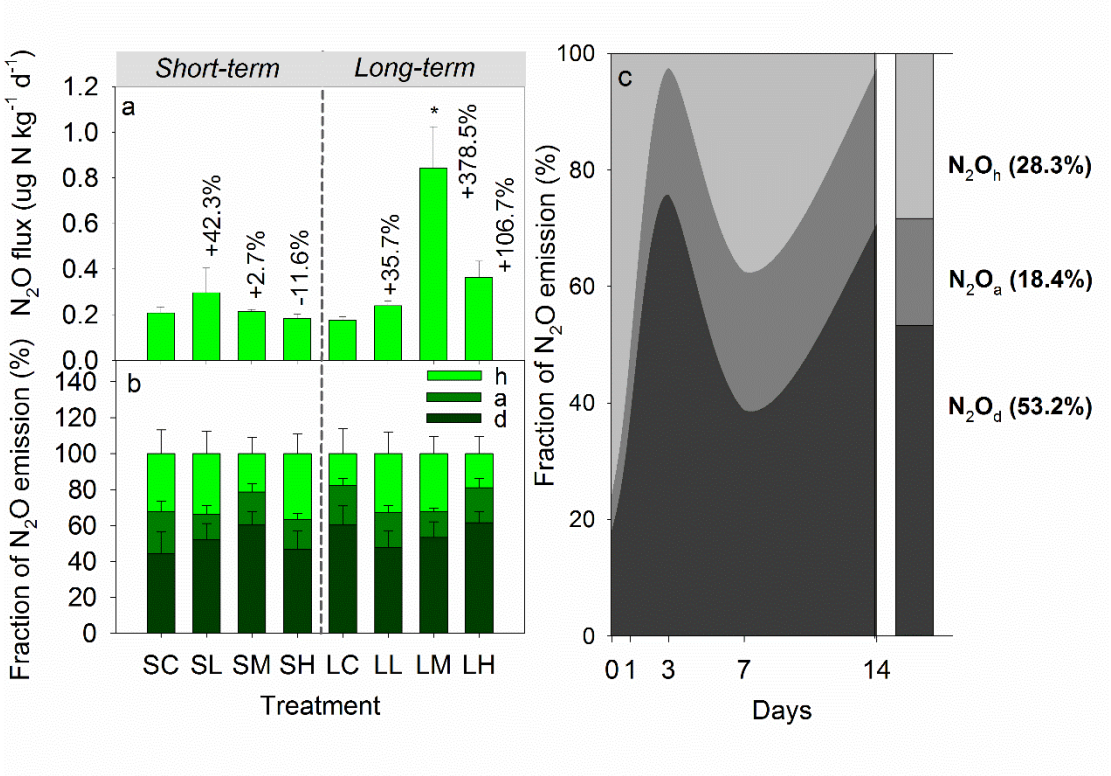 Short-term
Long-term
a
N₂O flux (ug N kg⁻¹ d⁻¹)
1.2
1.0
0.8
0.6
0.4
0.2
0.0
+42.3%
+2.7%
-11.6%
+35.7%
*
+378.5%
+106.7%
b
Fraction of N₂O emission (%)
140
120
100
80
60
40
20
0
h
a
d
SC SL SM SH LC LL LM LH
Treatment
c
Fraction of N₂O emission (%)
100
80
60
40
20
0
0 1 3 7 14
Days
N₂Oh (28.3%)
N₂Oa (18.4%)
N₂Od (53.2%)